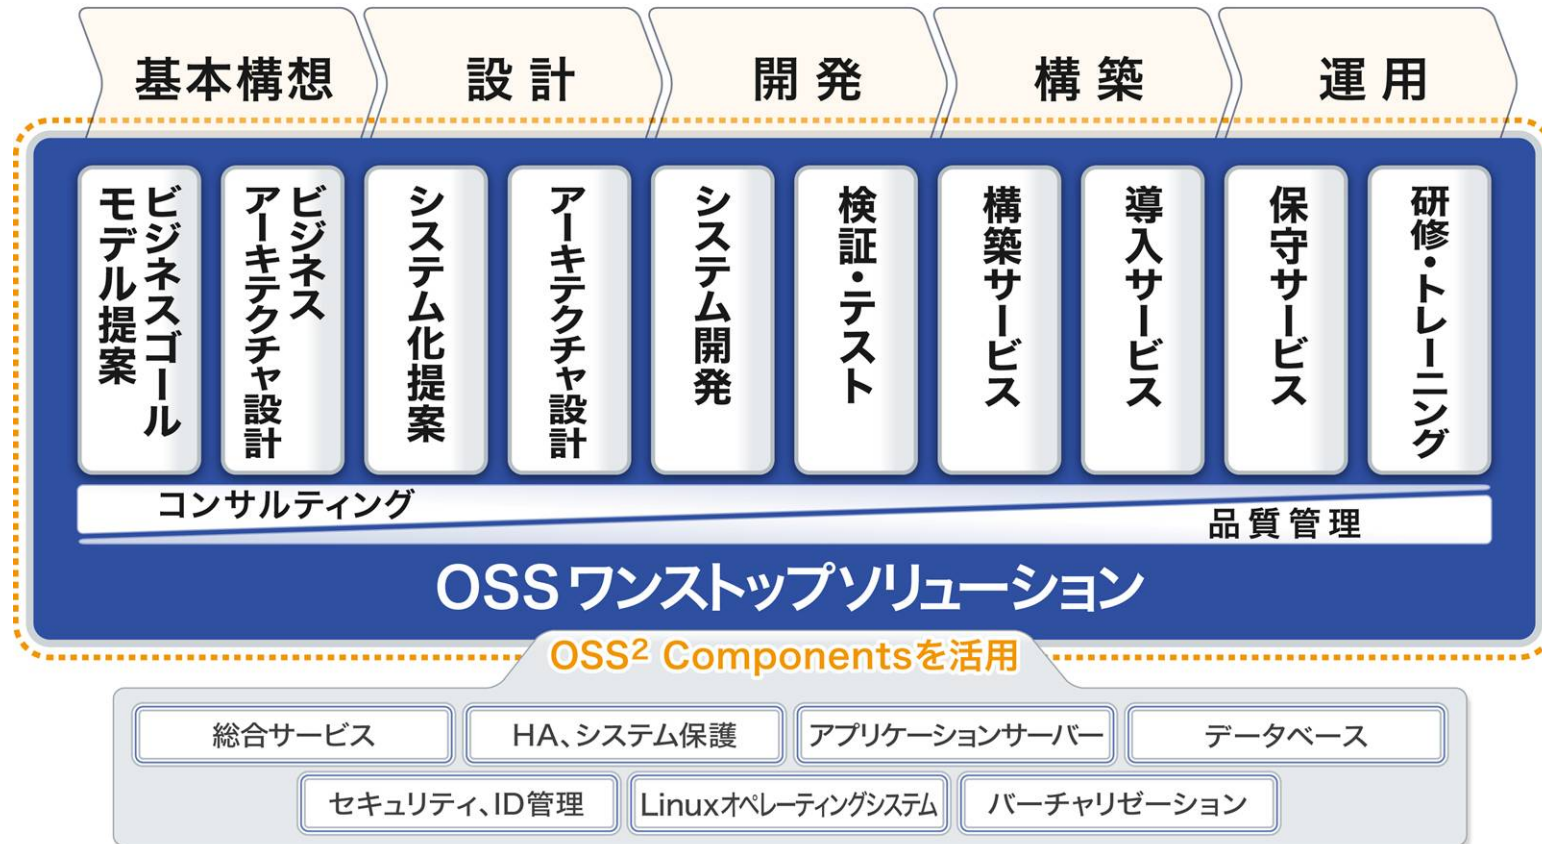 基本構想
設計
開発
構築
運用
ビジネスゴール
モデル提案
ビジネス
アーキテクチャ設計
システム化提案
アーキテクチャ設計
システム開発
検証・テスト
構築サービス
導入サービス
保守サービス
研修・トレーニング
コンサルティング
品質管理
OSSワンストップソリューション
OSS² Componentsを活用
総合サービス
HA、システム保護
アプリケーションサーバー
データベース
セキュリティ、ID管理
Linuxオペレーティングシステム
バーチャリゼーション